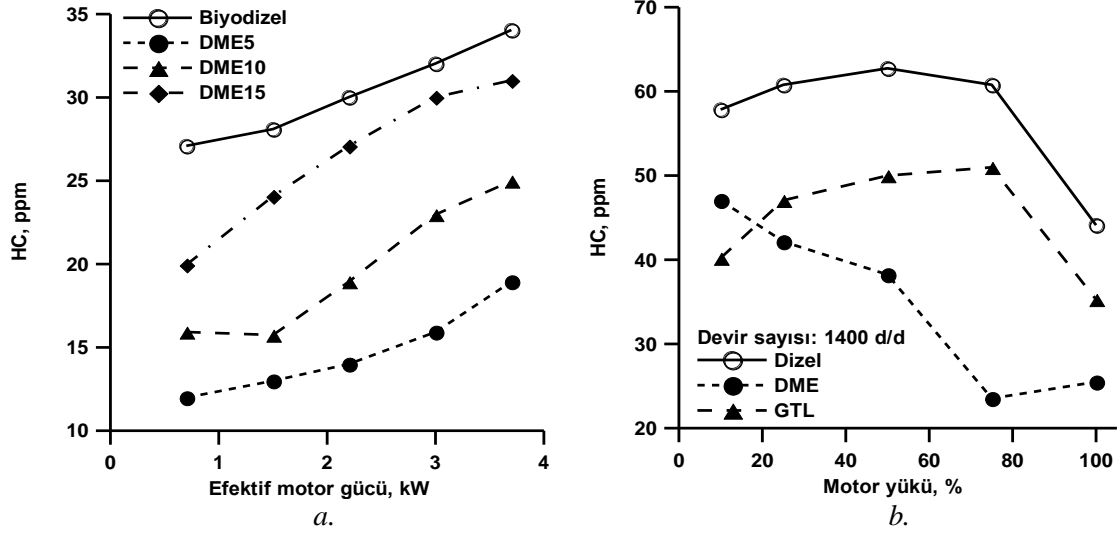 35
30
25
20
15
10
HC, ppm
Biyodizel
DME5
DME10
DME15
0
1
2
3
4
Efektif motor gücü, kW
a.
70
60
50
40
30
20
HC, ppm
Devir sayısı: 1400 d/d
Dizel
DME
GTL
0
20
40
60
80
100
Motor yükü, %
b.